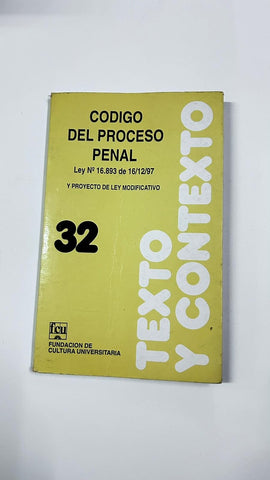 CODIGO
DEL PROCESO
PENAL
Ley Nº 16.893 de 16/12/97
Y PROYECTO DE LEY MODIFICATIVO
32
TEXTO
Y CONTEXTO
fcu
FUNDACION DE
CULTURA UNIVERSITARIA